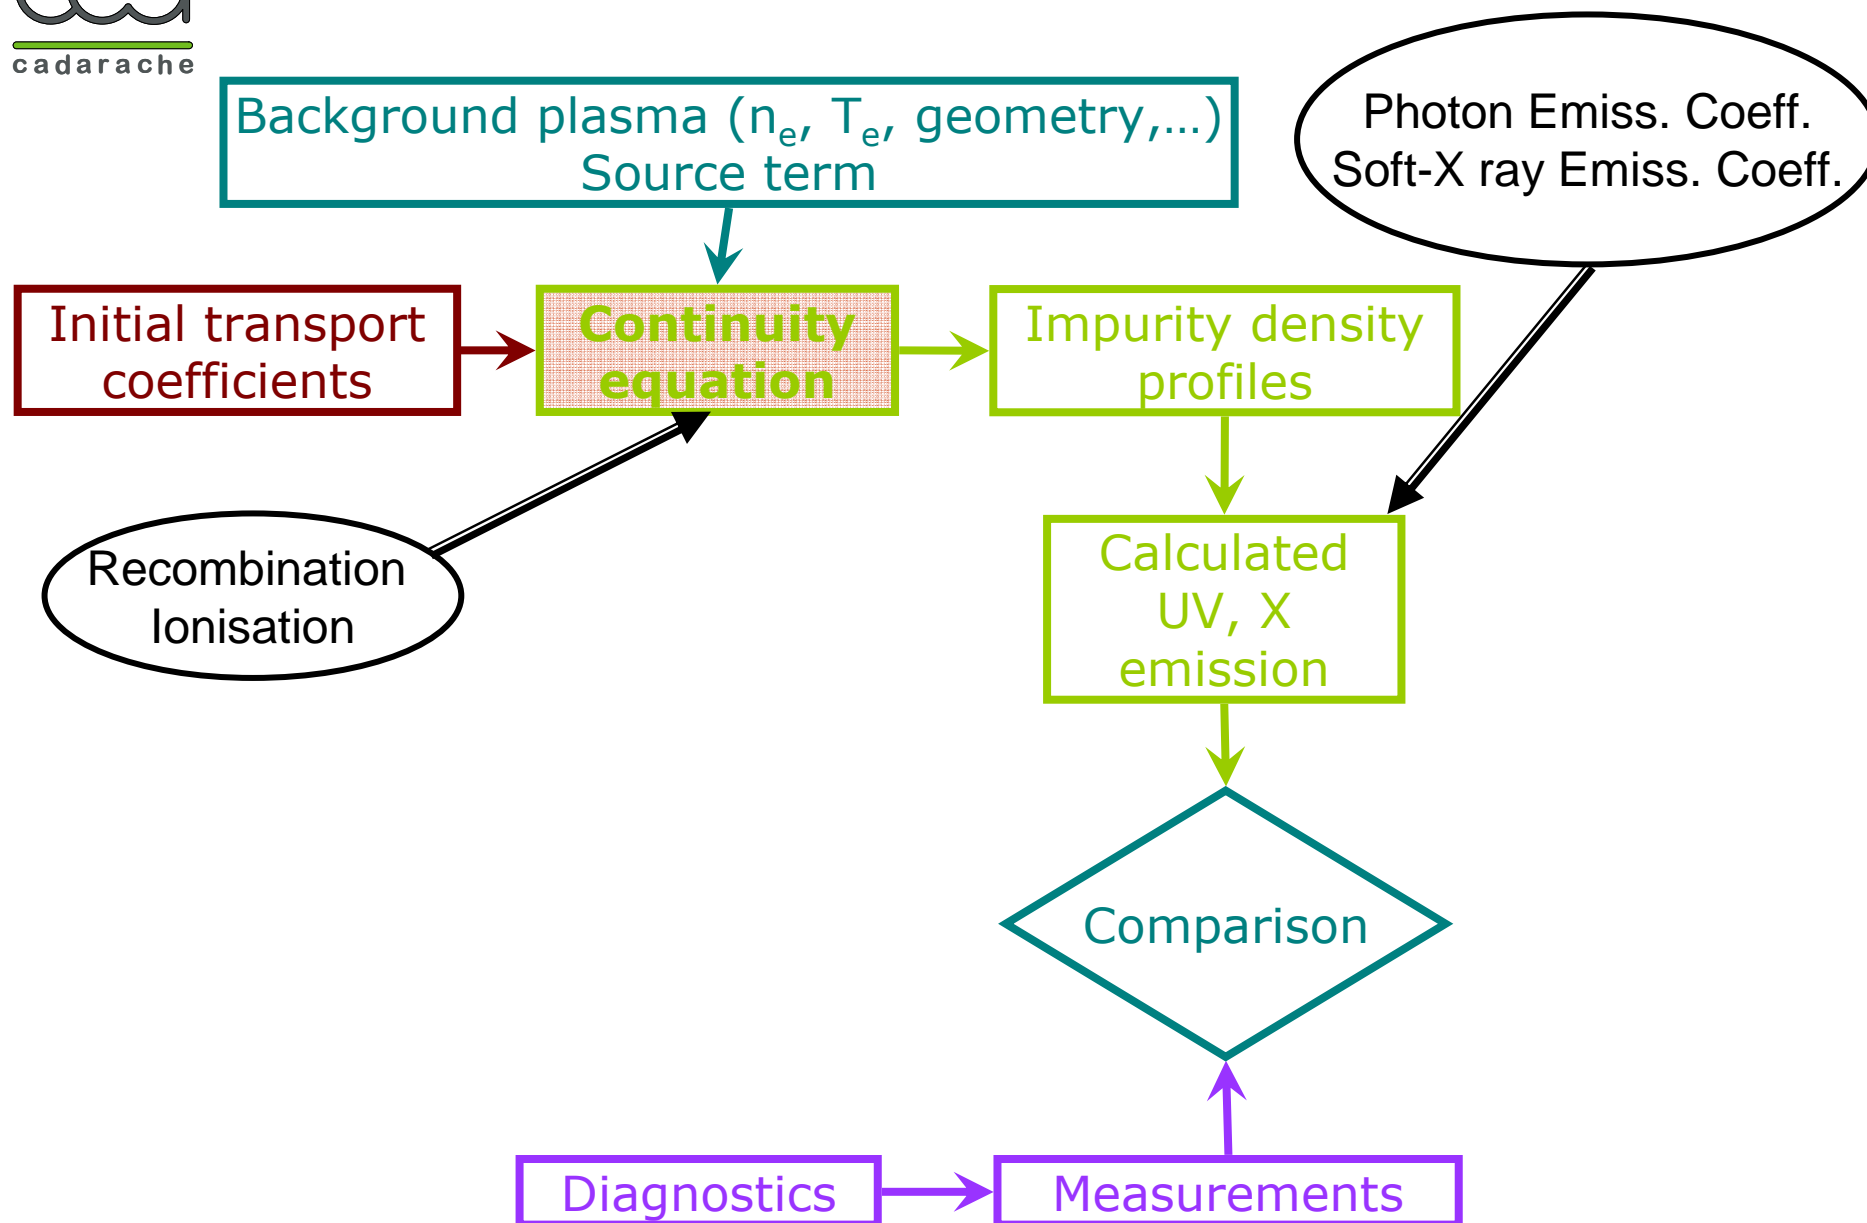 cadarache
Background plasma (ne, Te, geometry,...)
Source term
Photon Emiss. Coeff.
Soft-X ray Emiss. Coeff.
Initial transport
coefficients
Continuity
equation
Impurity density
profiles
Recombination
Ionisation
Calculated
UV, X
emission
Comparison
Diagnostics
Measurements